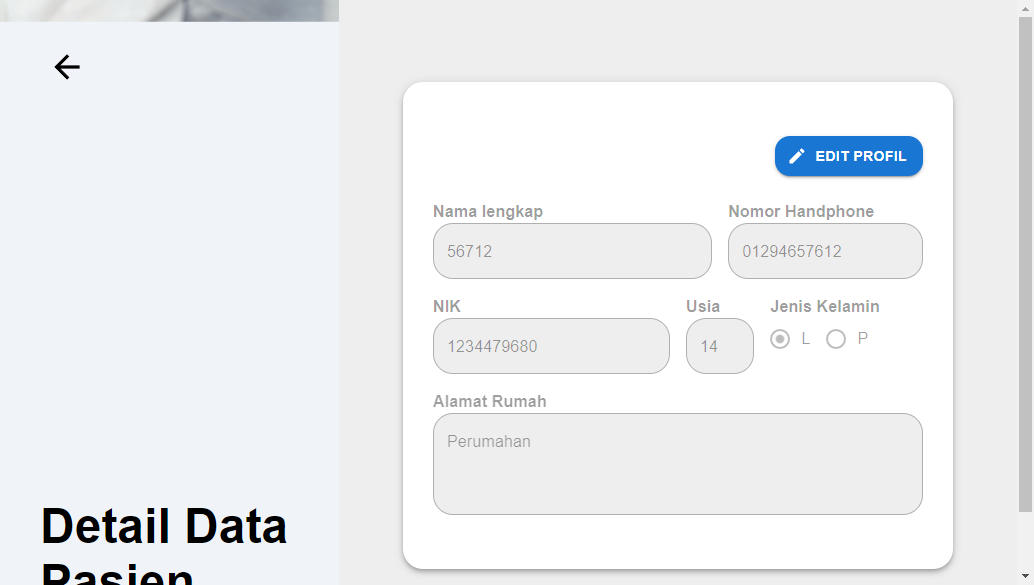 EDIT PROFIL
Nama lengkap
Nomor Handphone
56712
01294657612
NIK
Usia
Jenis Kelamin
1234479680
14
L
P
Alamat Rumah
Perumahan
Detail Data
Pasien